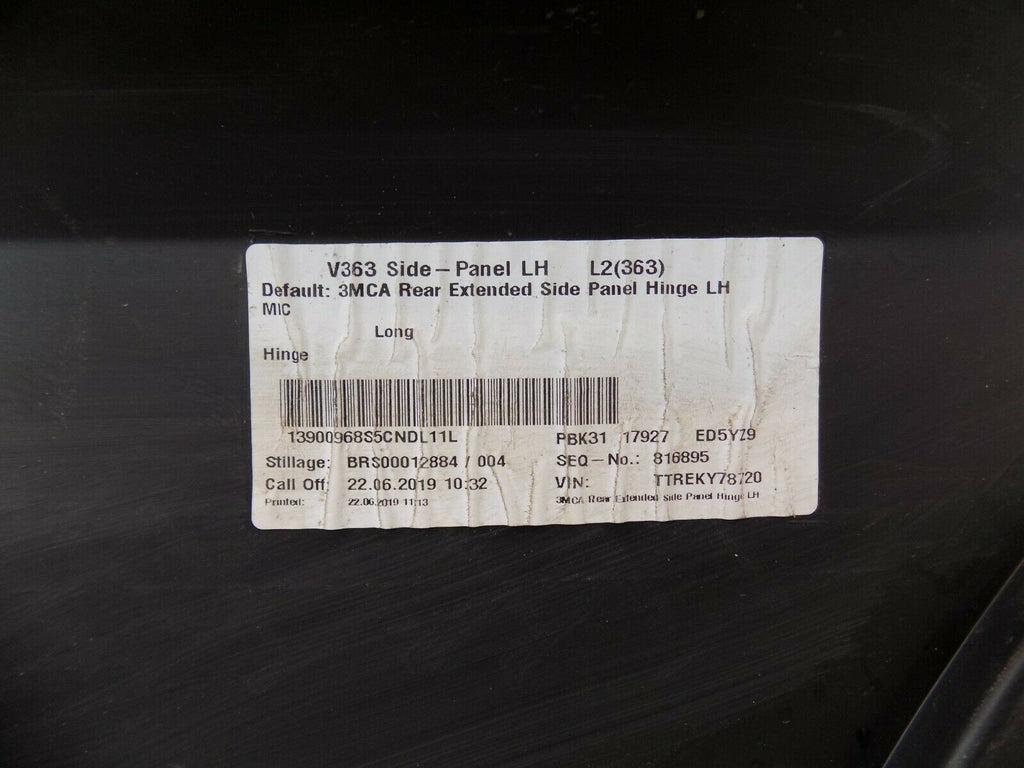 V363 Side-Panel LH L2(363)
Default: 3MCA Rear Extended Side Panel Hinge LH
MIC
Long
Hinge
13900968S5CNDL11L PBK31 17927 ED5YZ9
Stillage: BRS00012884 / 004 SEQ-No.: 816895
Call Off: 22.06.2019 10:32 VIN: TTREKY78720
Printed: 22.06.2019 11:13 3MCA Rear Extended side Panel Hinge LH